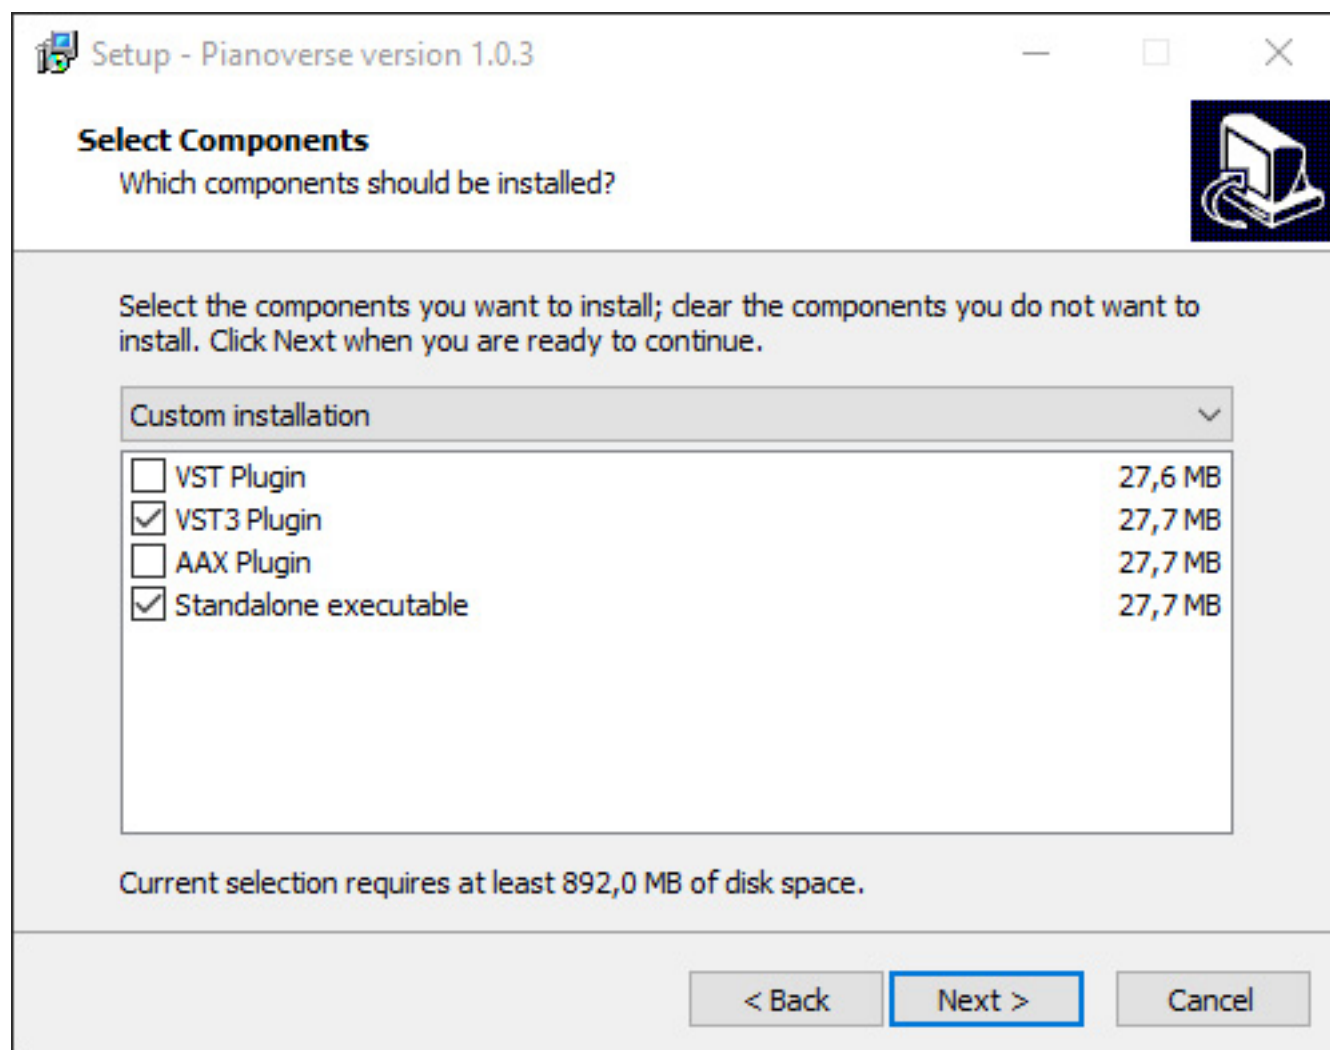 Setup - Pianoverse version 1.0.3
Select Components
Which components should be installed?
Select the components you want to install; clear the components you do not want to
install. Click Next when you are ready to continue.
Custom installation
VST Plugin 27,6 MB
VST3 Plugin 27,7 MB
AAX Plugin 27,7 MB
Standalone executable 27,7 MB
Current selection requires at least 892,0 MB of disk space.
< Back Next > Cancel